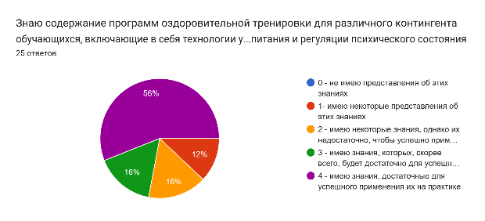 Знаю содержание программ оздоровительной тренировки для различного контингента
обучающихся, включающие в себя технологии у...питания и регуляции психического состояния
25 ответов
56%
12%
16%
16%
0 - не имею представления об этих
знаниях
1- имею некоторые представления об
этих знаниях
2 - имею некоторые знания, однако их
недостаточно, чтобы успешно прим...
3 - имею знания, которых, скорее
всего, будет достаточно для успешн...
4 - имею знания, достаточные для
успешного применения их на практике